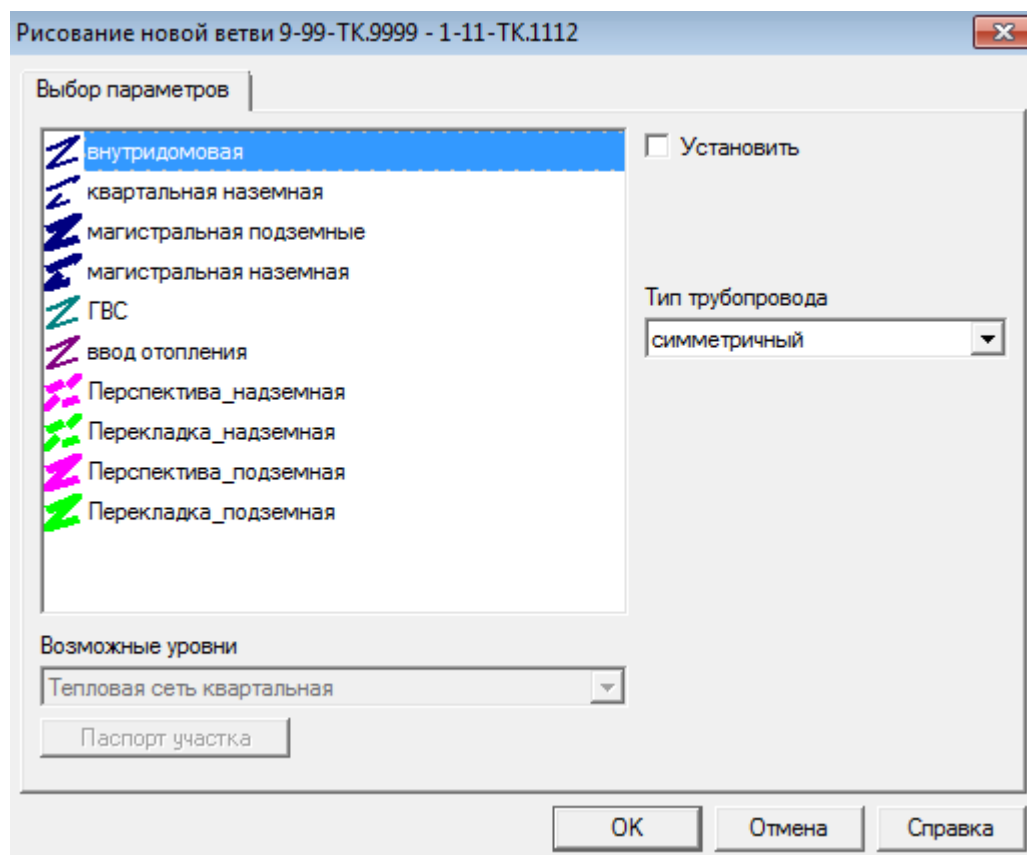 Рисование новой ветви 9-99-ТК.9999 - 1-11-ТК.1112
Выбор параметров
внутридомовая
квартальная наземная
магистральная подземные
магистральная наземная
ГВС
ввод отопления
Перспектива_надземная
Перекладка_надземная
Перспектива_подземная
Перекладка_подземная
Установить
Тип трубопровода
симметричный
Возможные уровни
Тепловая сеть квартальная
Паспорт участка
OK
Отмена
Справка